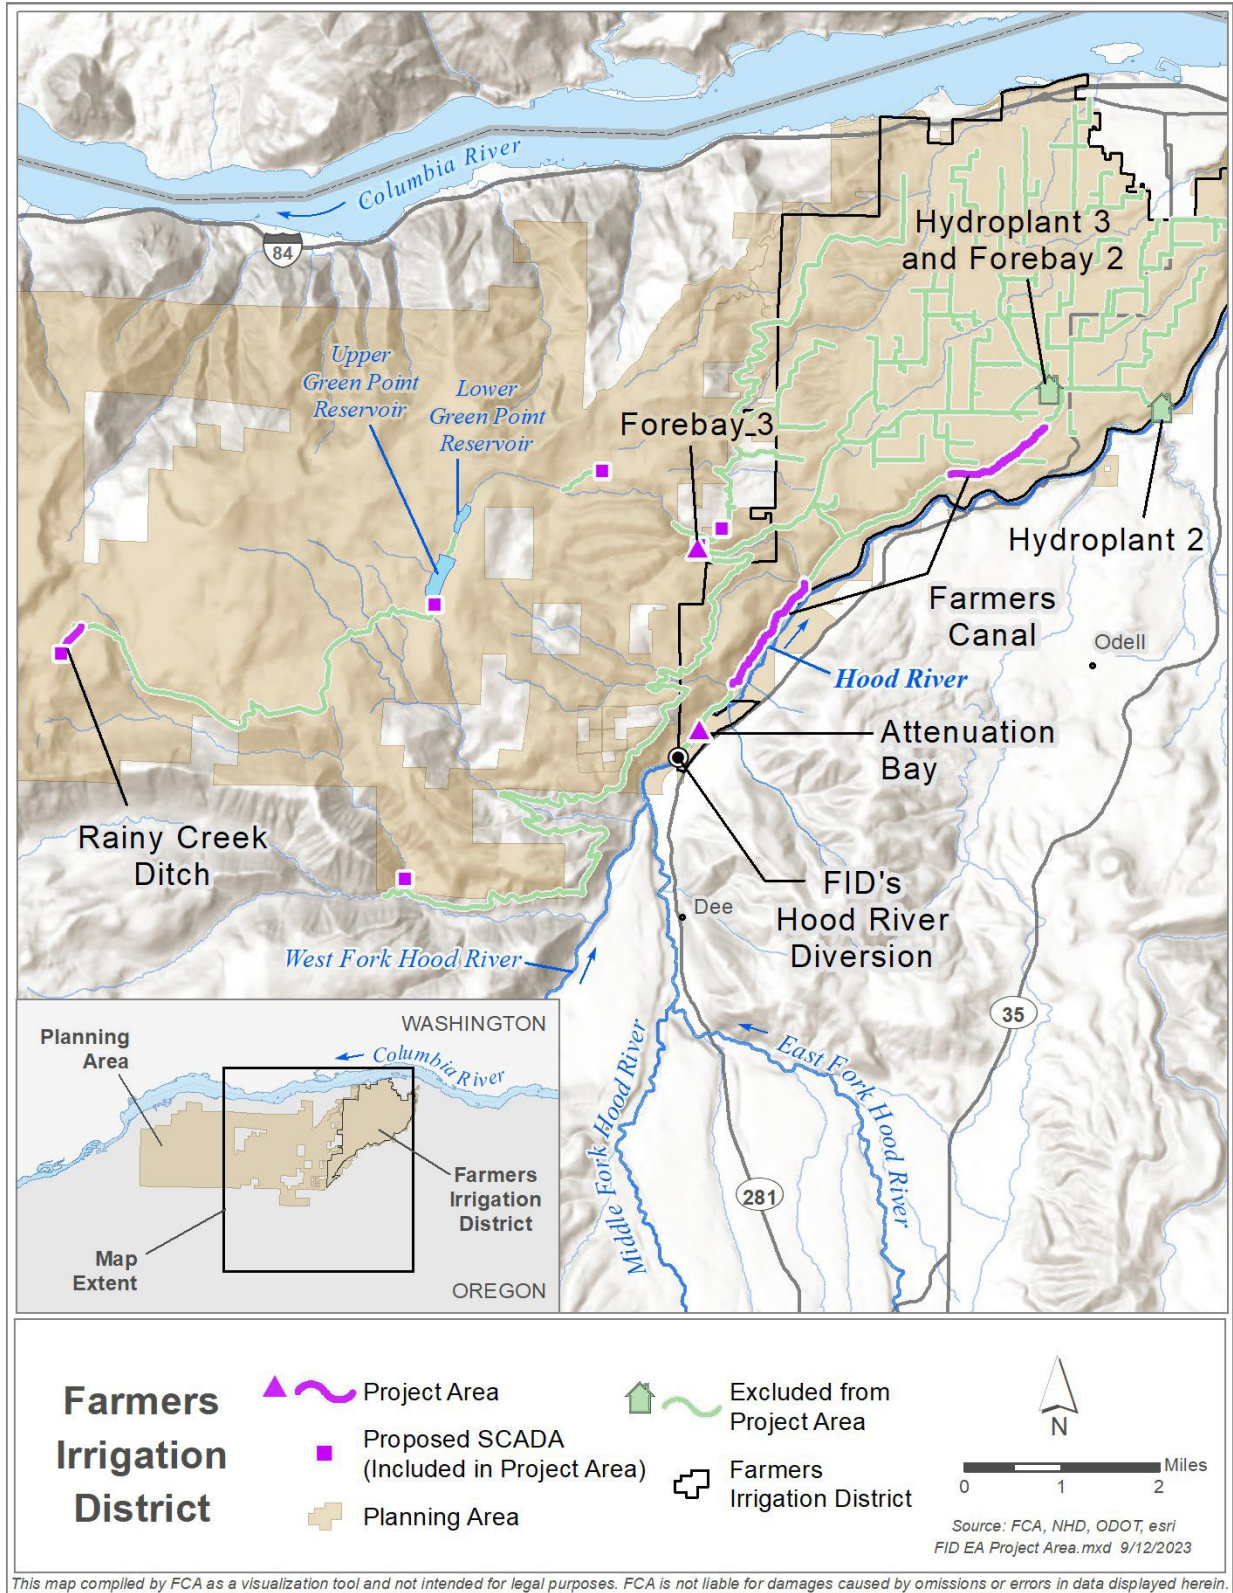 Columbia River
84
Hydroplant 3
and Forebay 2
Upper
Green Point
Reservoir
Lower
Green Point
Reservoir
Forebay 3
Hydroplant 2
Farmers
Canal
Odell
Hood River
Attenuation
Bay
Rainy Creek
Ditch
FID's
Hood River
Diversion
Dee
West Fork Hood River
35
Middle Fork Hood River
East Fork Hood River
281
WASHINGTON
Planning
Area
Columbia River
Farmers
Irrigation
District
Map
Extent
OREGON
Farmers
Irrigation
District
Project Area
Proposed SCADA
(Included in Project Area)
Planning Area
Excluded from
Project Area
Farmers
Irrigation District
N
Miles
0 1 2
Source: FCA, NHD, ODOT, esri
FID EA Project Area.mxd 9/12/2023
This map compiled by FCA as a visualization tool and not intended for legal purposes. FCA is not liable for damages caused by omissions or errors in data displayed herein.